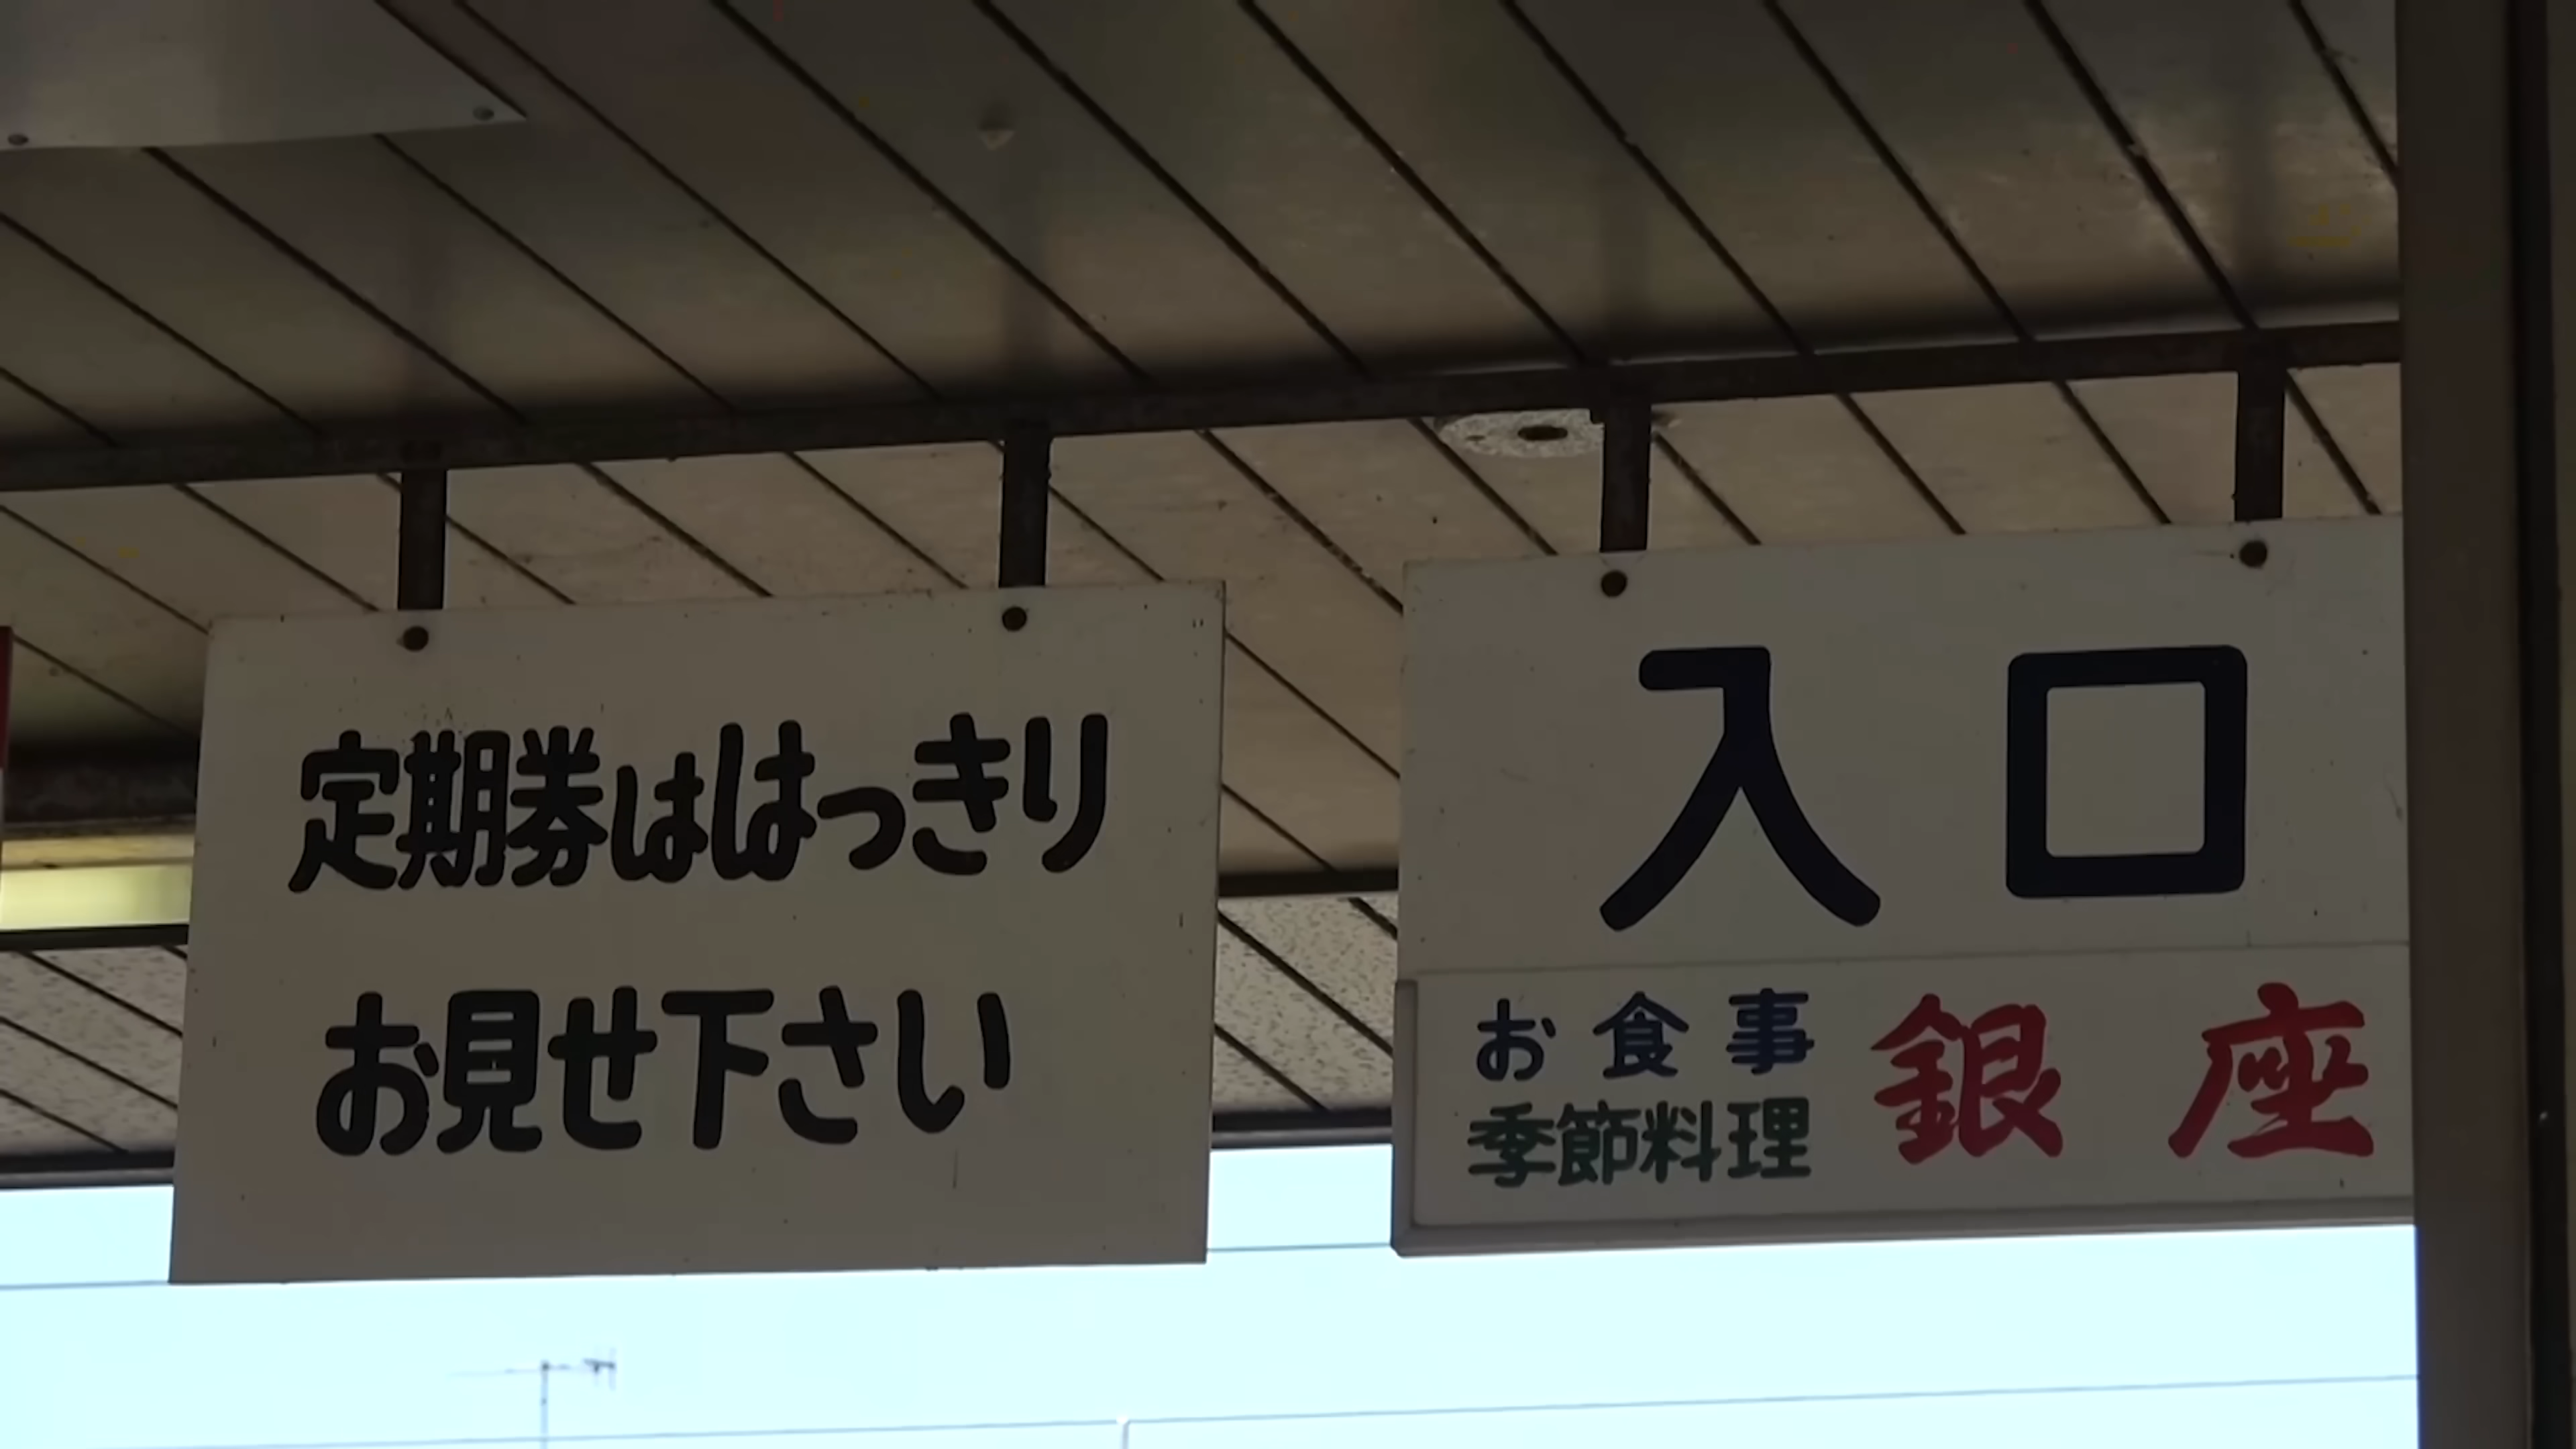 定期券ははっきり
お見せ下さい
入口
お食事
季節料理
銀座